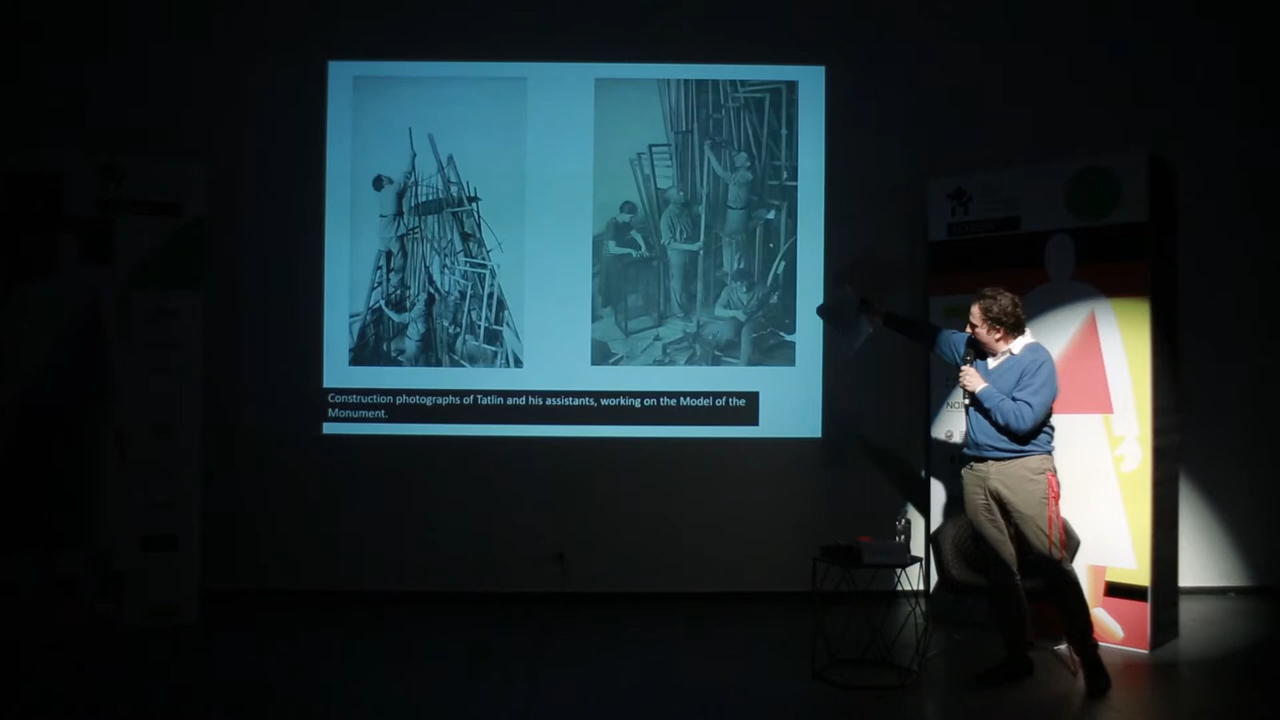 Construction photographs of Tatlin and his assistants, working on the Model of the
Monument.